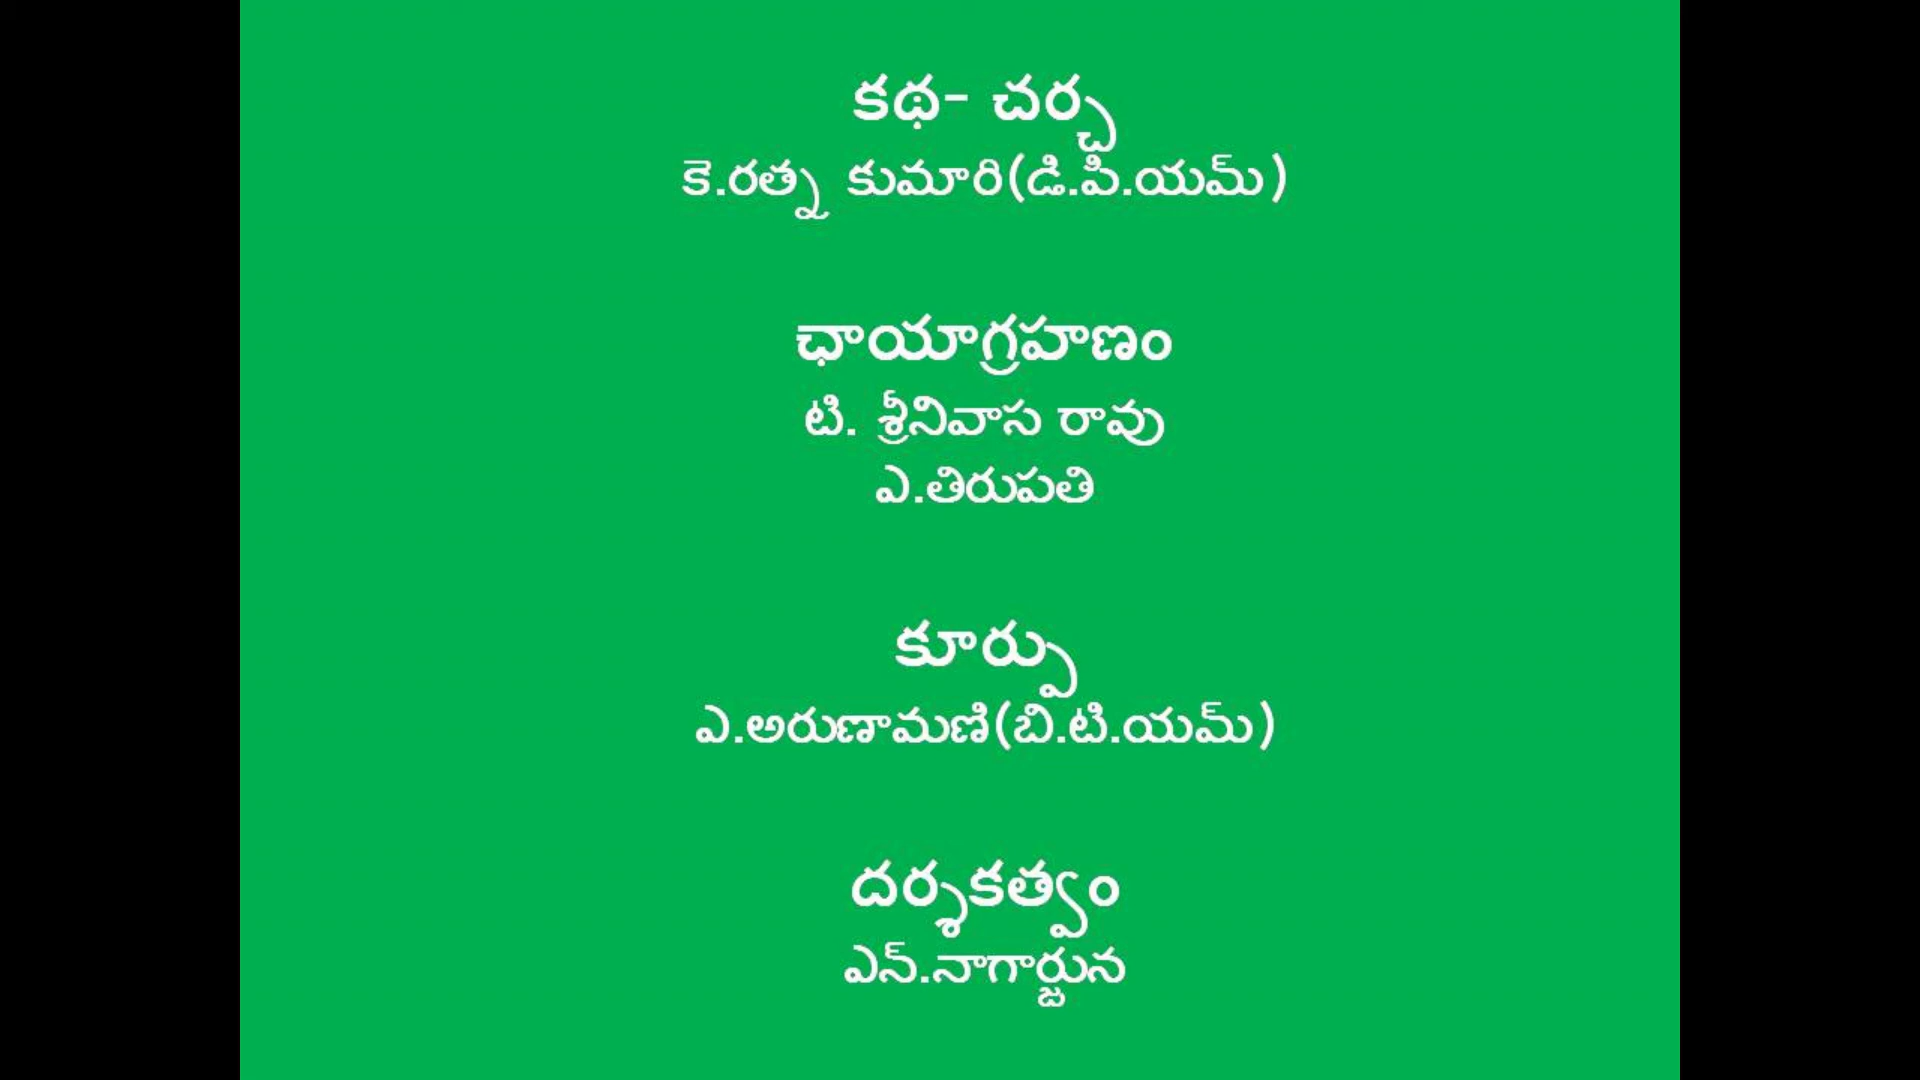 కథ- చర్చ
కె.రత్న కుమారి(డి.పి.యమ్)
ఛాయాగ్రహణం
టి. శ్రీనివాస రావు
ఎ.తిరుపతి
కూర్పు
ఎ.అరుణామణి(బి.టి.యమ్)
దర్శకత్వం
ఎన్.నాగార్జున